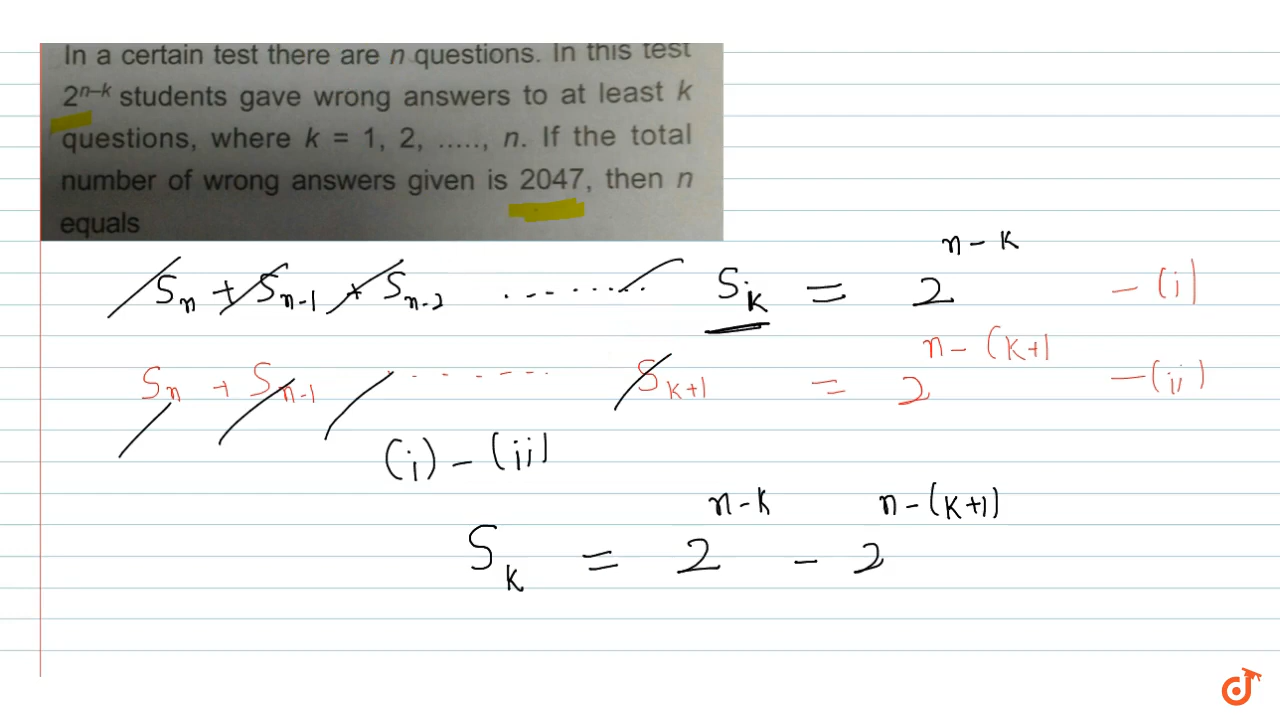 In a certain test there are n questions. In this test
2^{n–k} students gave wrong answers to at least k
questions, where k = 1, 2, ....., n. If the total
number of wrong answers given is 2047, then n
equals
S_n + S_{n-1} + S_{n-2} .......... S_k = 2^{n-k} - (i)
S_n + S_{n-1} ........ S_{k+1} = 2^{n-(k+1} - (ii)
(i) - (ii)
S_k = 2^{n-k} - 2^{n-(k+1)}